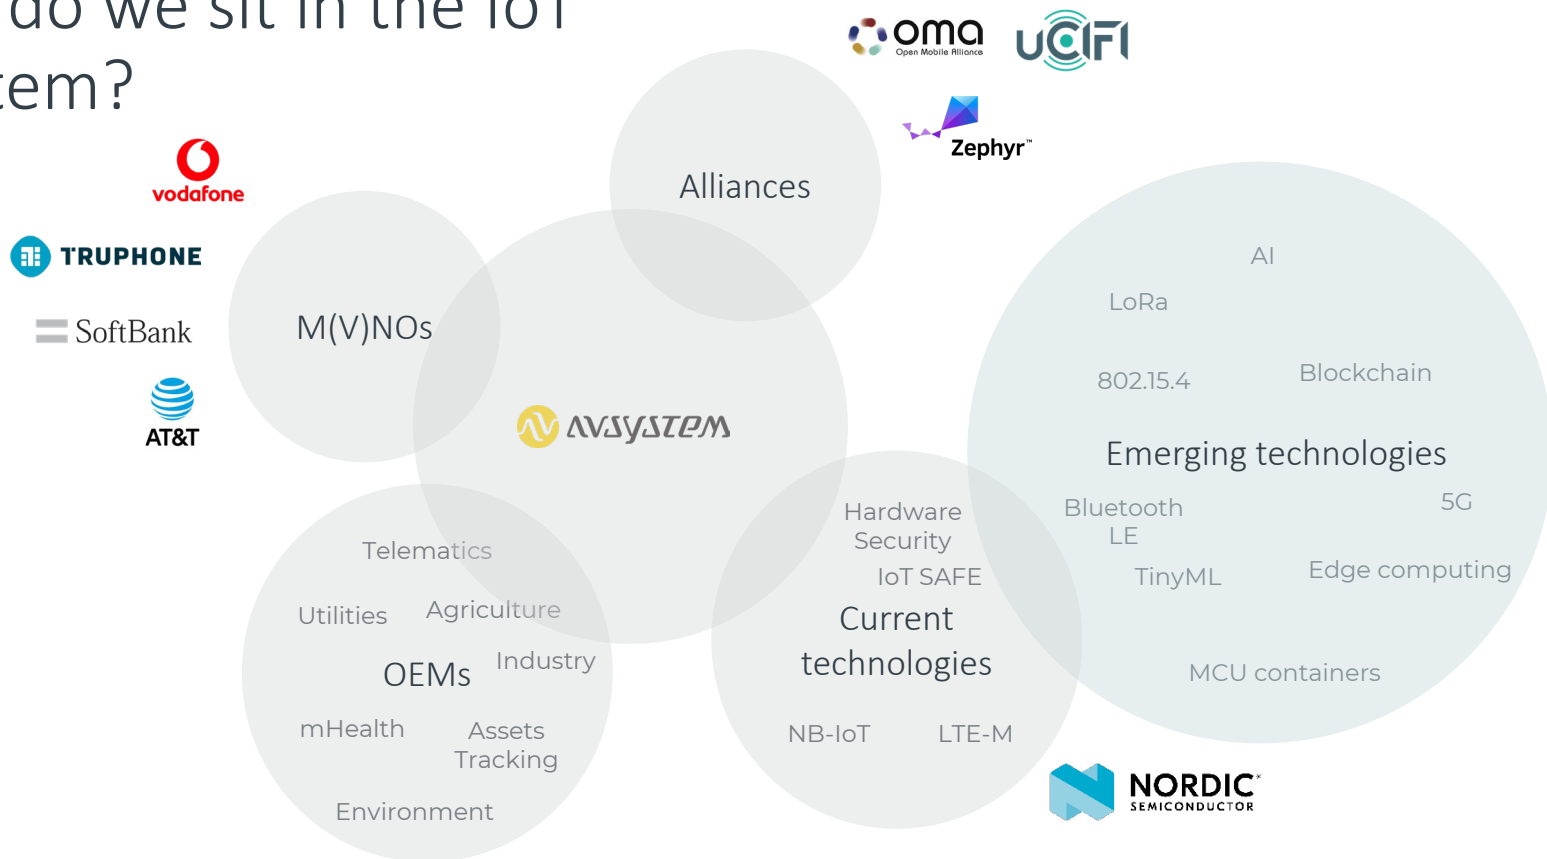 do we sit in the IoT
tem?
oma
Open Mobile Alliance
uCIFI
Zephyr™
vodafone
TRUPHONE
SoftBank
AT&T
Alliances
M(V)NOs
AVSYSTEM
AI
LoRa
802.15.4
Blockchain
Emerging technologies
Bluetooth
LE
5G
TinyML
Edge computing
MCU containers
Hardware
Security
IoT SAFE
Current
technologies
NB-IoT
LTE-M
Telematics
Utilities
Agriculture
OEMs
Industry
mHealth
Assets
Tracking
Environment
NORDIC
SEMICONDUCTOR